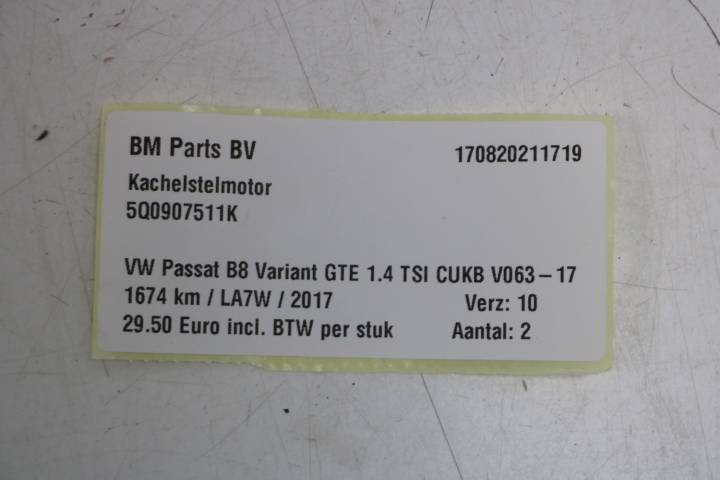 BM Parts BV 170820211719
Kachelstelmotor
5Q0907511K
VW Passat B8 Variant GTE 1.4 TSI CUKB V063-17
1674 km / LA7W / 2017 Verz: 10
29.50 Euro incl. BTW per stuk Aantal: 2